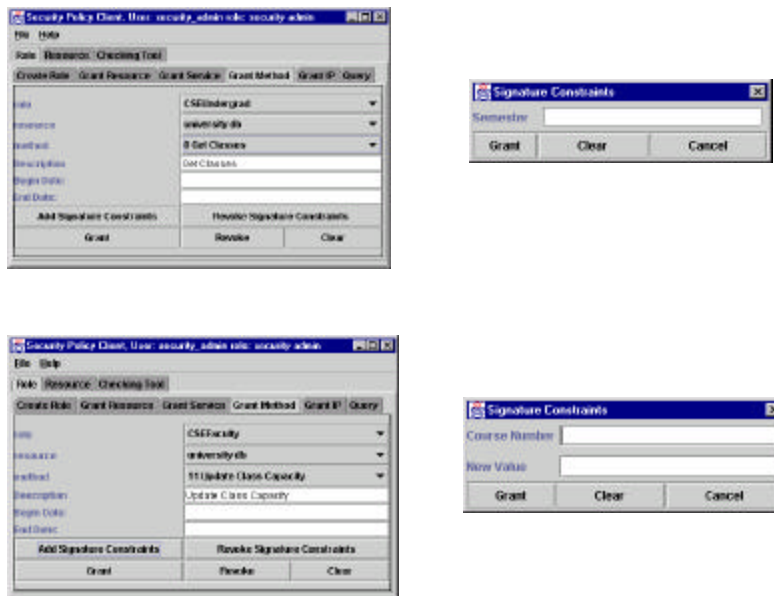 Security Policy Client, User: security_admin role: security admin
File Help
Role Resource Checking Tool
Create Role Grant Resource Grant Service Grant Method Grant IP Query
role CSEUndergrad
resource university db
method 8 Get Classes
Description Get Classes
Begin Date:
End Date:
Add Signature Constraints Revoke Signature Constraints
Grant Revoke Clear
Signature Constraints
Semester
Grant Clear Cancel
Security Policy Client, User: security_admin role: security admin
File Help
Role Resource Checking Tool
Create Role Grant Resource Grant Service Grant Method Grant IP Query
role CSEFaculty
resource university db
method 11 Update Class Capacity
Description Update Class Capacity
Begin Date:
End Date:
Add Signature Constraints Revoke Signature Constraints
Grant Revoke Clear
Signature Constraints
Course Number
New Value
Grant Clear Cancel